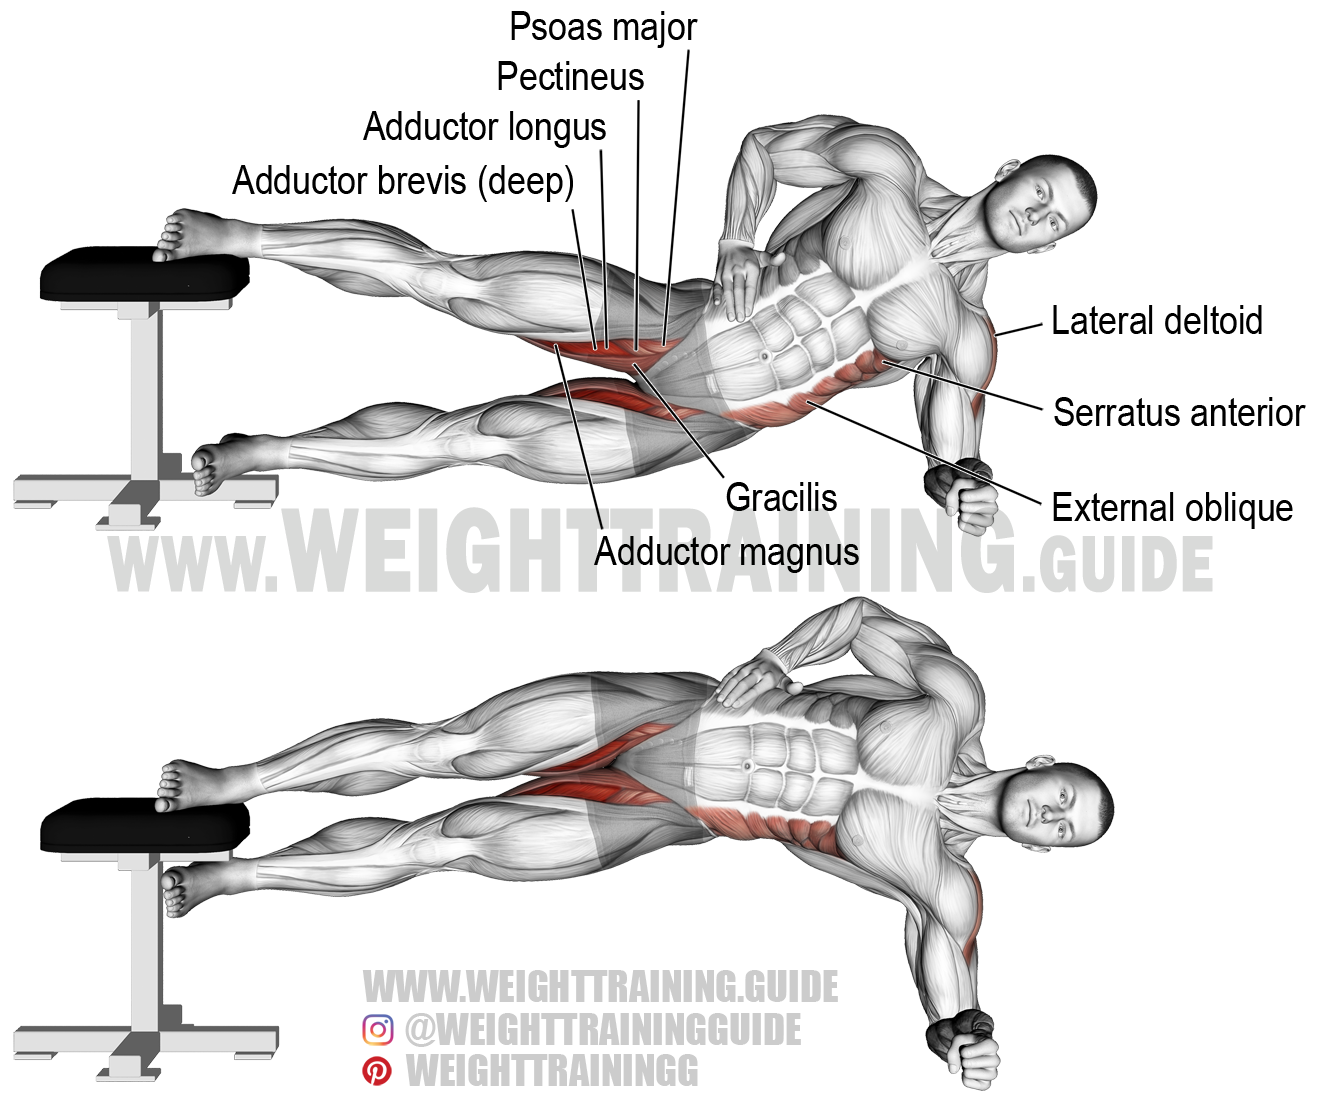 Psoas major
Pectineus
Adductor longus
Adductor brevis (deep)
Lateral deltoid
Serratus anterior
External oblique
Gracilis
Adductor magnus
WWW.WEIGHTTRAINING.GUIDE
WWW.WEIGHTTRAINING.GUIDE
@WEIGHTTRAININGGUIDE
WEIGHTTRAININGG